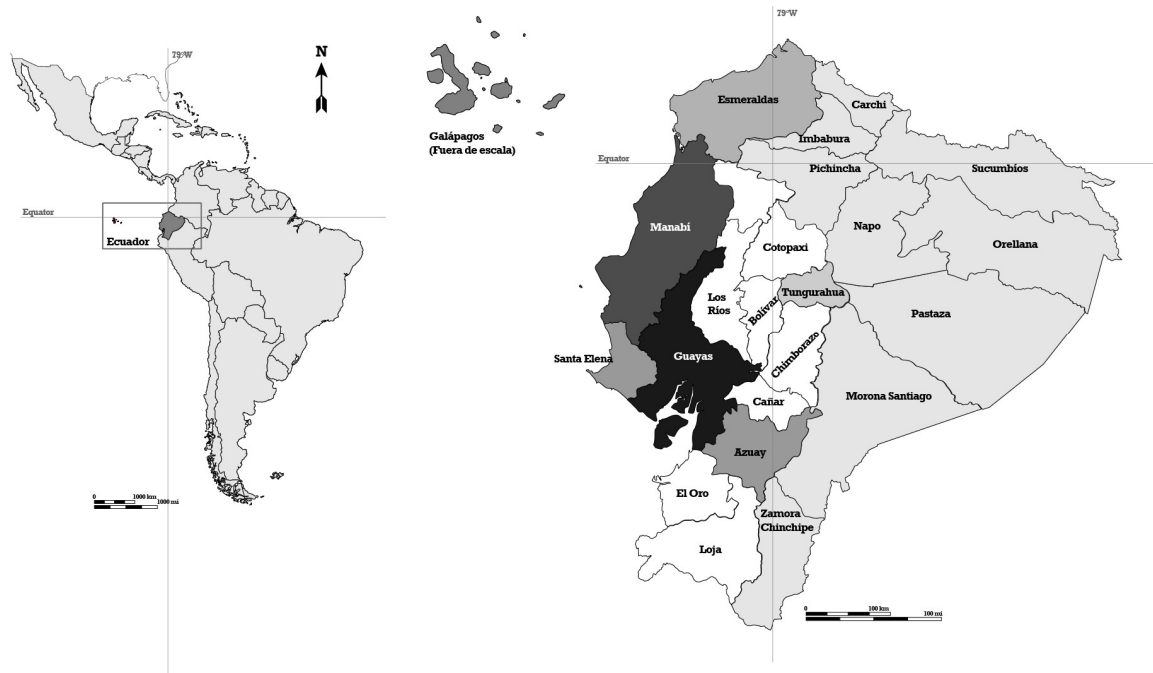 79°W
N
Equator
Ecuador
0 1000 km
1000 mi
Galápagos
(Fuera de escala)
79°W
Equator
Esmeraldas
Carchi
Imbabura
Pichincha
Sucumbíos
Manabí
Napo
Cotopaxi
Orellana
Tungurahua
Los
Ríos
Bolívar
Pastaza
Santa Elena
Guayas
Chimborazo
Cañar
Morona Santiago
Azuay
El Oro
Zamora
Chinchipe
Loja
0 100 km 100 mi